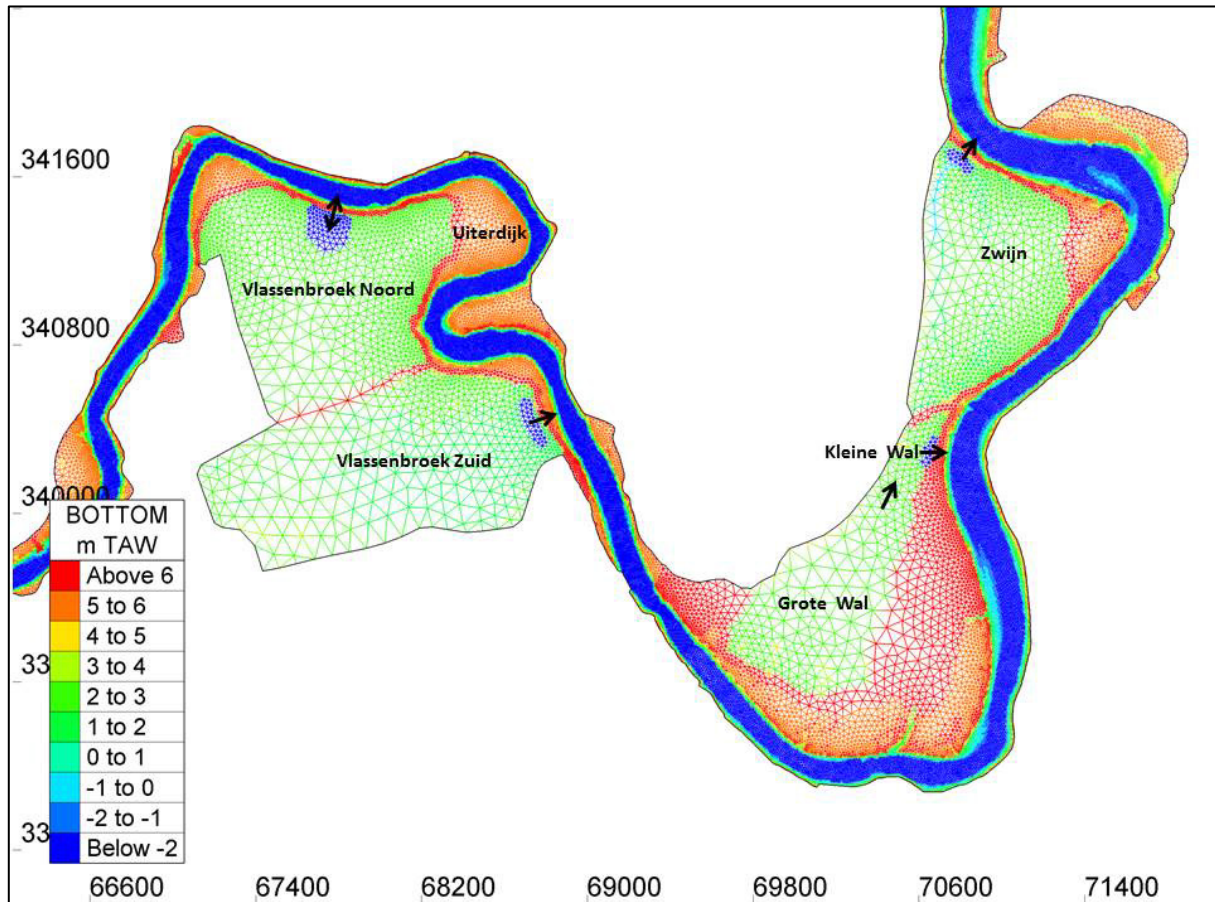 341600
340800
340000
33
33
Uiterdijk
Vlassenbroek Noord
Vlassenbroek Zuid
Zwijn
Kleine Wal
Grote Wal
BOTTOM
m TAW
Above 6
5 to 6
4 to 5
3 to 4
2 to 3
1 to 2
0 to 1
-1 to 0
-2 to -1
Below -2
66600 67400 68200 69000 69800 70600 71400